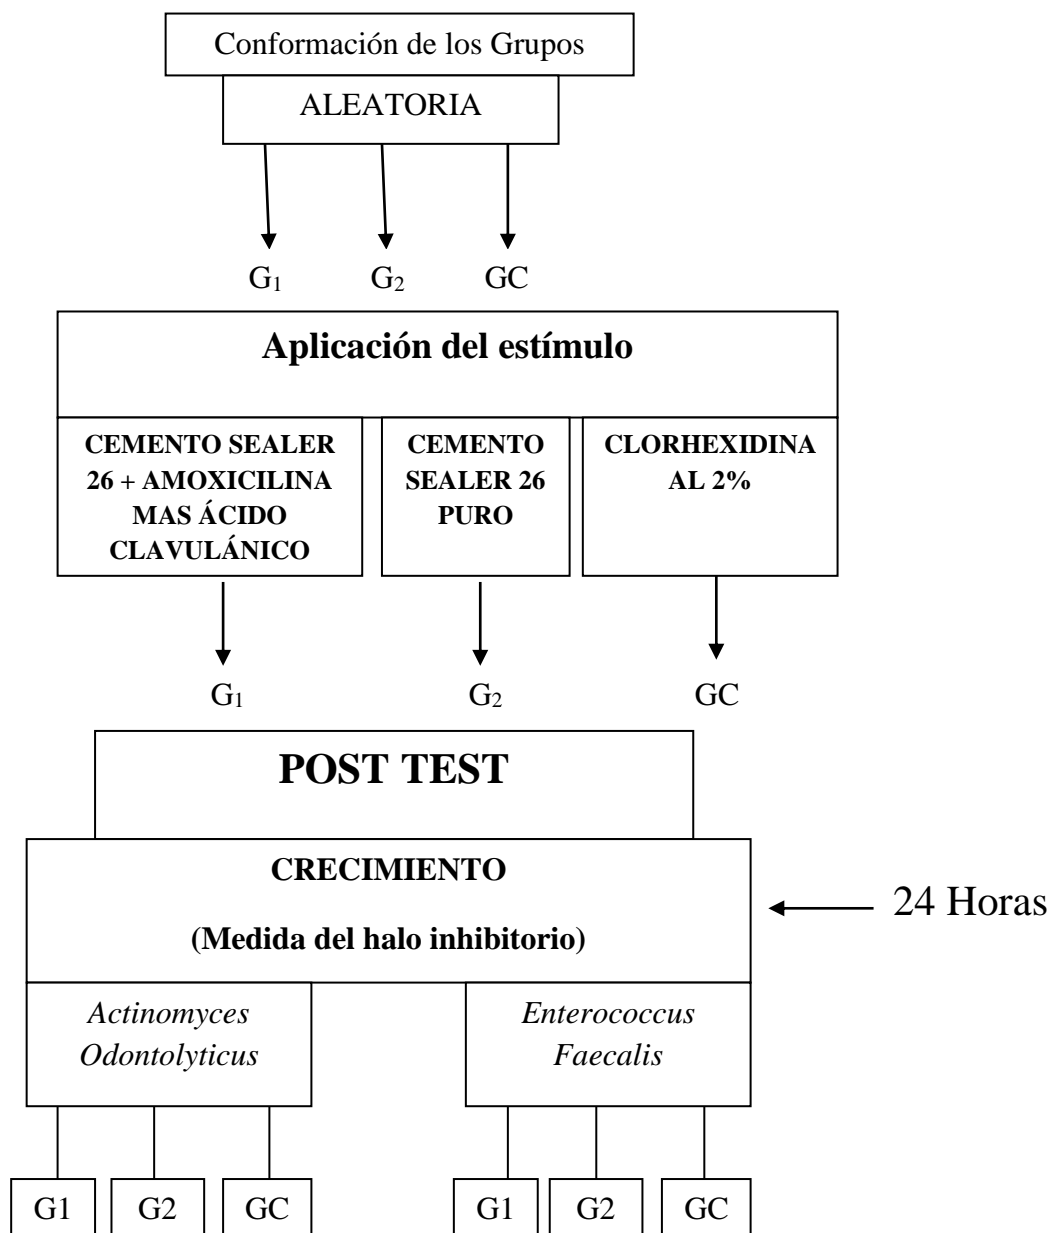 Conformación de los Grupos
ALEATORIA
G₁ G₂ GC
Aplicación del estímulo
CEMENTO SEALER
26 + AMOXICILINA
MAS ÁCIDO
CLAVULÁNICO
CEMENTO
SEALER 26
PURO
CLORHEXIDINA
AL 2%
G₁ G₂ GC
POST TEST
CRECIMIENTO
(Medida del halo inhibitorio)
24 Horas
Actinomyces
Odontolyticus
Enterococcus
Faecalis
G1 G2 GC G1 G2 GC